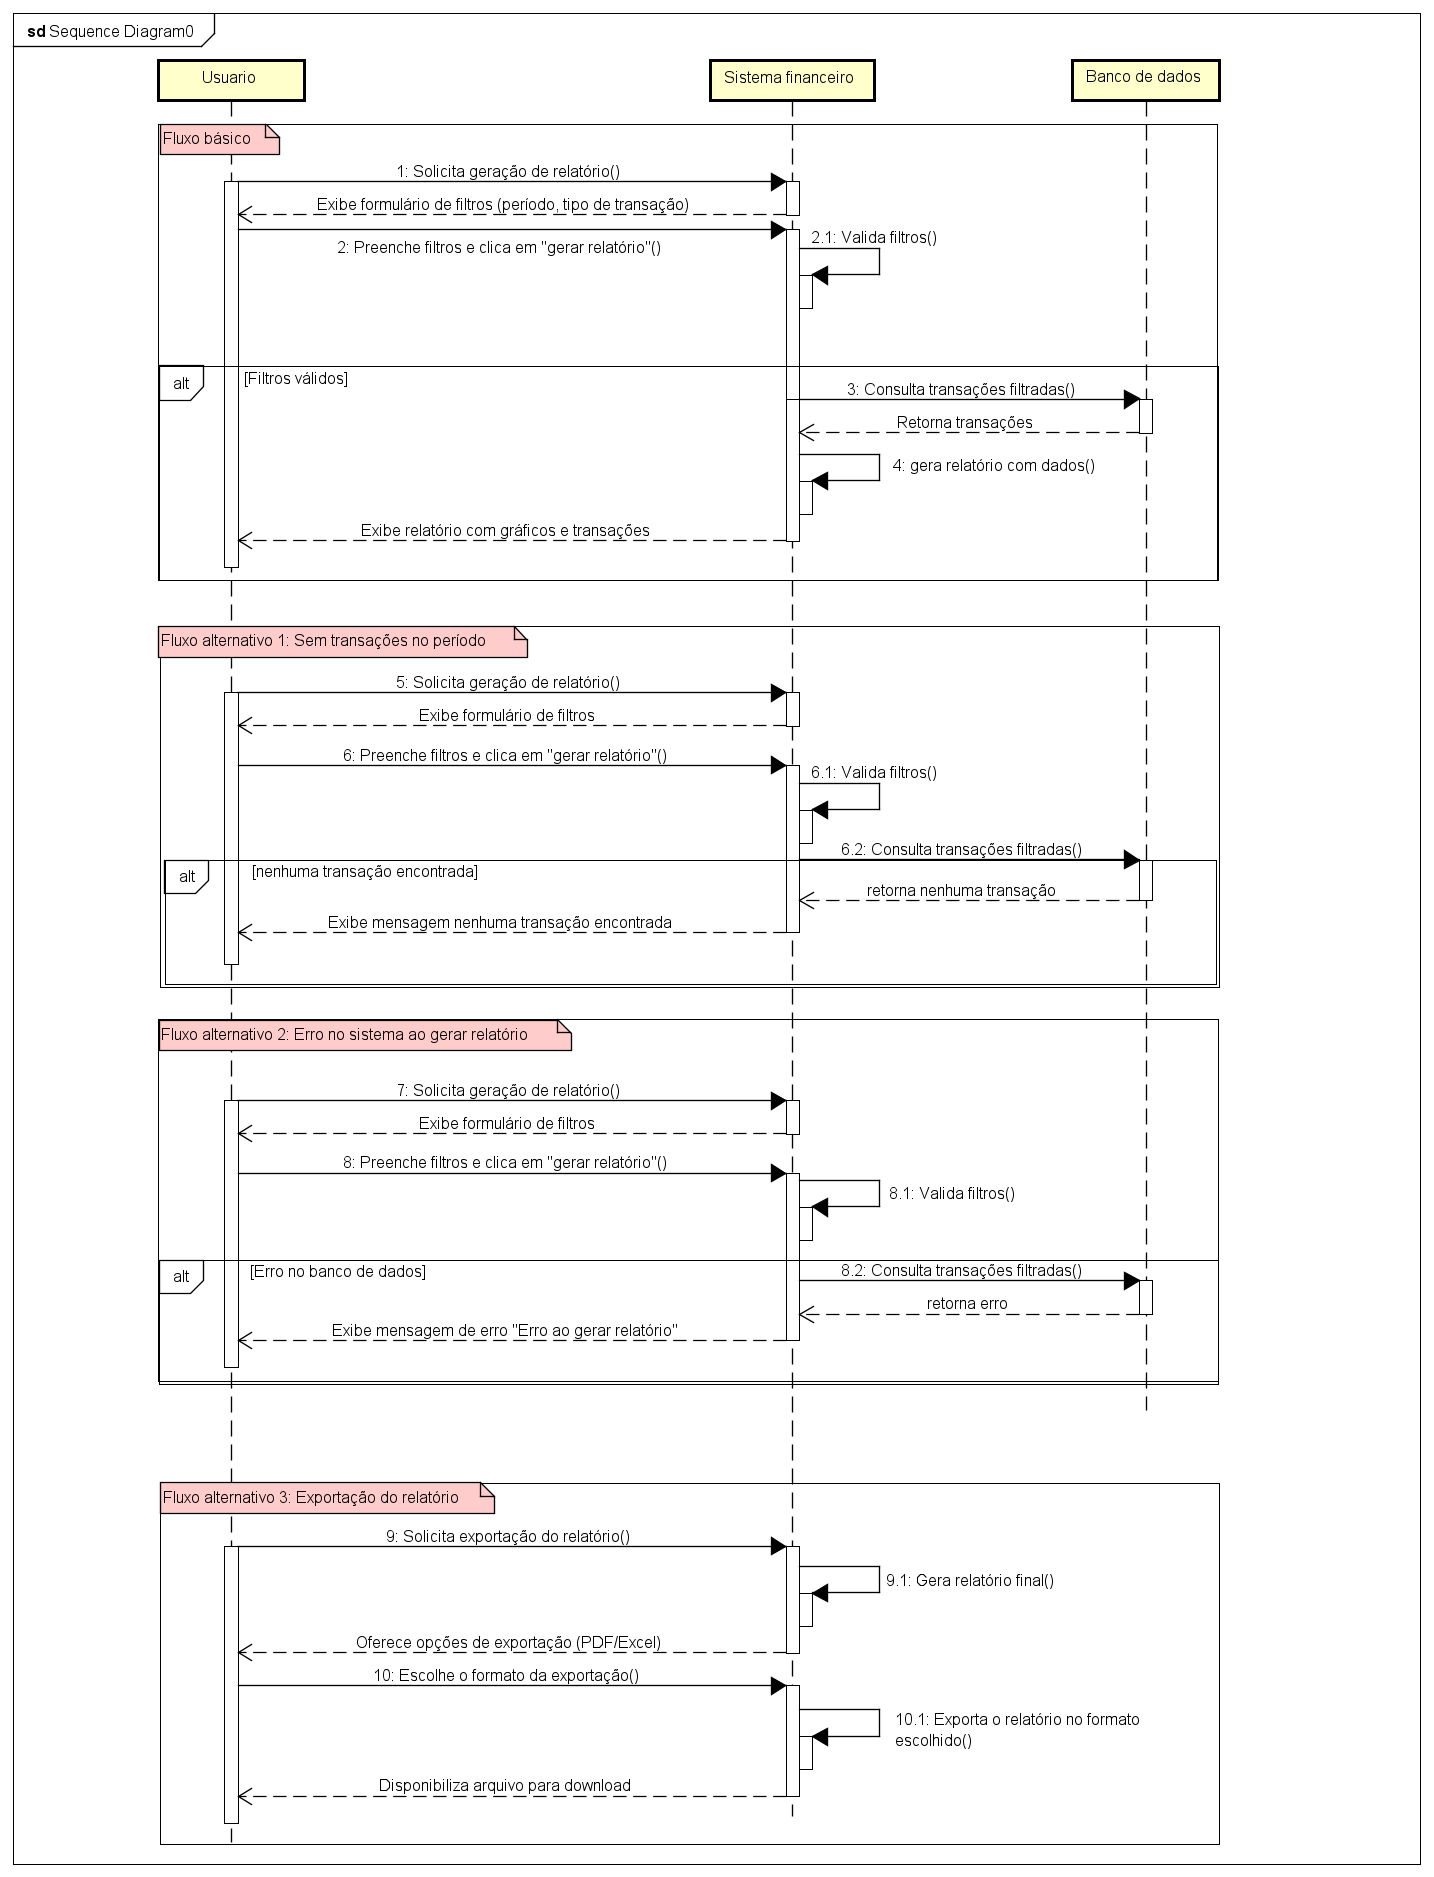 sd Sequence Diagram0
Usuario
Sistema financeiro
Banco de dados
Fluxo básico
1: Solicita geração de relatório()
Exibe formulário de filtros (período, tipo de transação)
2: Preenche filtros e clica em "gerar relatório"()
2.1: Valida filtros()
alt
[Filtros válidos]
3: Consulta transações filtradas()
Retorna transações
4: gera relatório com dados()
Exibe relatório com gráficos e transações
Fluxo alternativo 1: Sem transações no período
5: Solicita geração de relatório()
Exibe formulário de filtros
6: Preenche filtros e clica em "gerar relatório"()
6.1: Valida filtros()
6.2: Consulta transações filtradas()
alt
[nenhuma transação encontrada]
retorna nenhuma transação
Exibe mensagem nenhuma transação encontrada
Fluxo alternativo 2: Erro no sistema ao gerar relatório
7: Solicita geração de relatório()
Exibe formulário de filtros
8: Preenche filtros e clica em "gerar relatório"()
8.1: Valida filtros()
alt
[Erro no banco de dados]
8.2: Consulta transações filtradas()
retorna erro
Exibe mensagem de erro "Erro ao gerar relatório"
Fluxo alternativo 3: Exportação do relatório
9: Solicita exportação do relatório()
9.1: Gera relatório final()
Oferece opções de exportação (PDF/Excel)
10: Escolhe o formato da exportação()
10.1: Exporta o relatório no formato
escolhido()
Disponibiliza arquivo para download